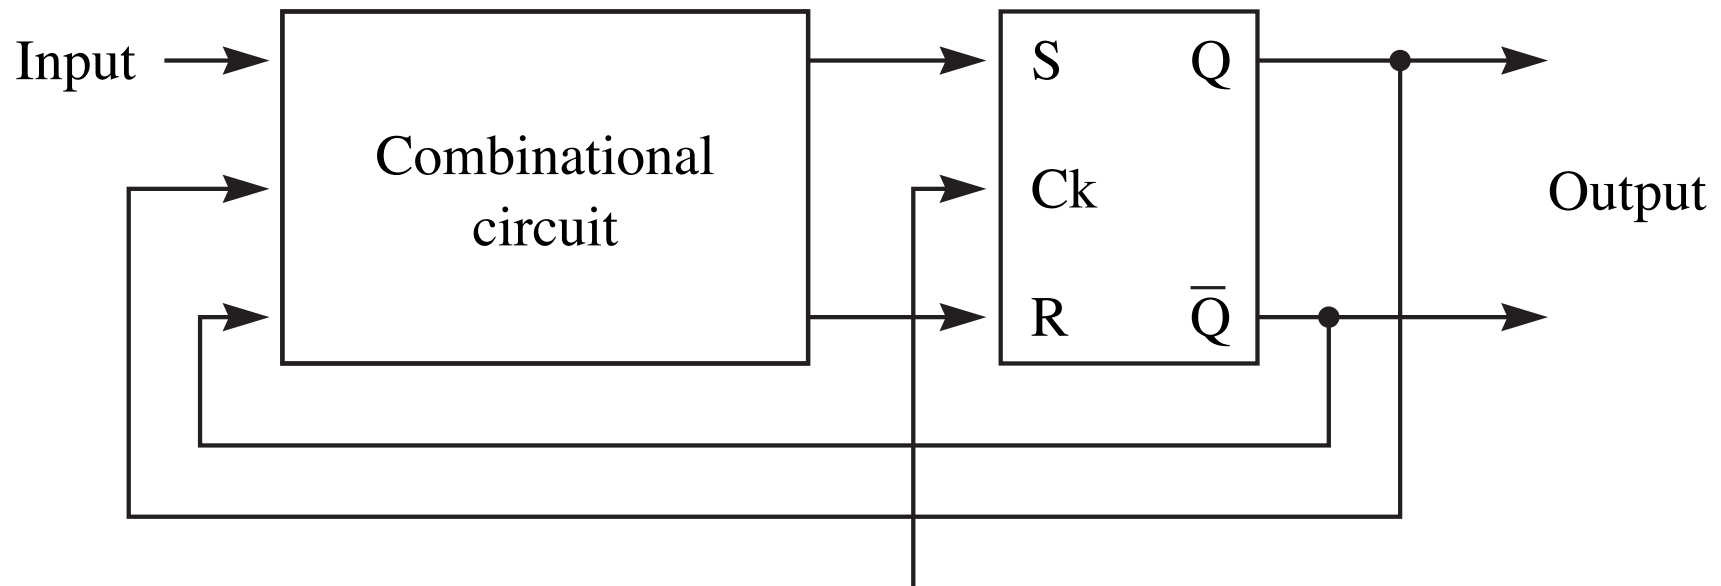 Input
Combinational
circuit
S
Q
Ck
R
Q̅
Output